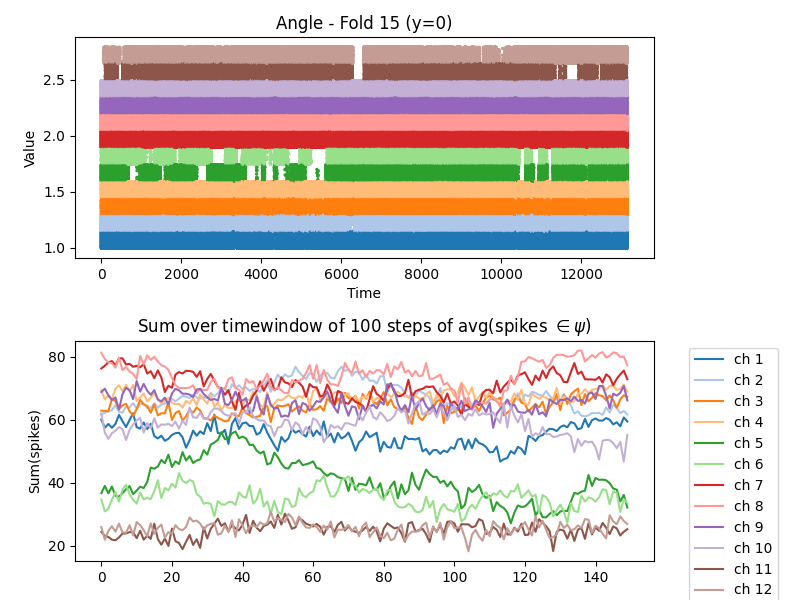 Angle - Fold 15 (y=0)
2.5
2.0
1.5
1.0
Value
0 2000 4000 6000 8000 10000 12000
Time
Sum over timewindow of 100 steps of avg(spikes ∈ ψ)
80
60
40
20
Sum(spikes)
0 20 40 60 80 100 120 140
ch 1
ch 2
ch 3
ch 4
ch 5
ch 6
ch 7
ch 8
ch 9
ch 10
ch 11
ch 12